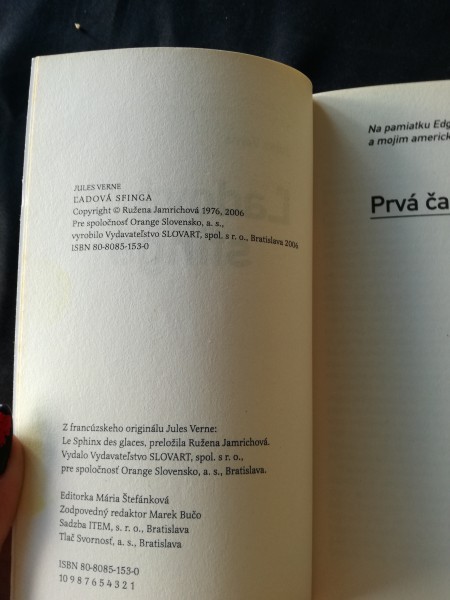 JULES VERNE
ĽADOVÁ SFINGA
Copyright © Ružena Jamrichová 1976, 2006
Pre spoločnosť Orange Slovensko, a. s.,
vyrobilo Vydavateľstvo SLOVART, spol. s r. o., Bratislava 2006
ISBN 80-8085-153-0
Z francúzskeho originálu Jules Verne:
Le Sphinx des glaces, preložila Ružena Jamrichová.
Vydalo Vydavateľstvo SLOVART, spol. s r. o.,
pre spoločnosť Orange Slovensko, a. s., Bratislava.
Editorka Mária Štefánková
Zodpovedný redaktor Marek Bučo
Sadzba ITEM, s. r. o., Bratislava
Tlač Svornosť, a. s., Bratislava
ISBN 80-8085-153-0
10 9 8 7 6 5 4 3 2 1
Na pamiatku Edg
a mojim americk
Prvá ča